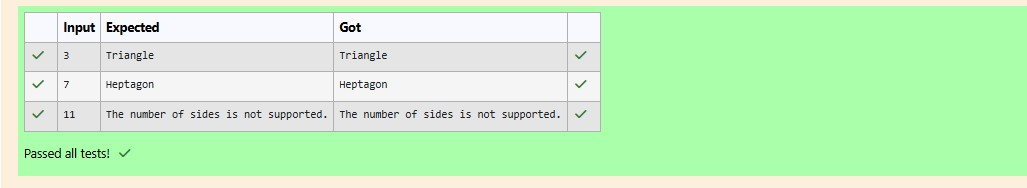 Input Expected Got
3 Triangle Triangle
7 Heptagon Heptagon
11 The number of sides is not supported. The number of sides is not supported.
Passed all tests!